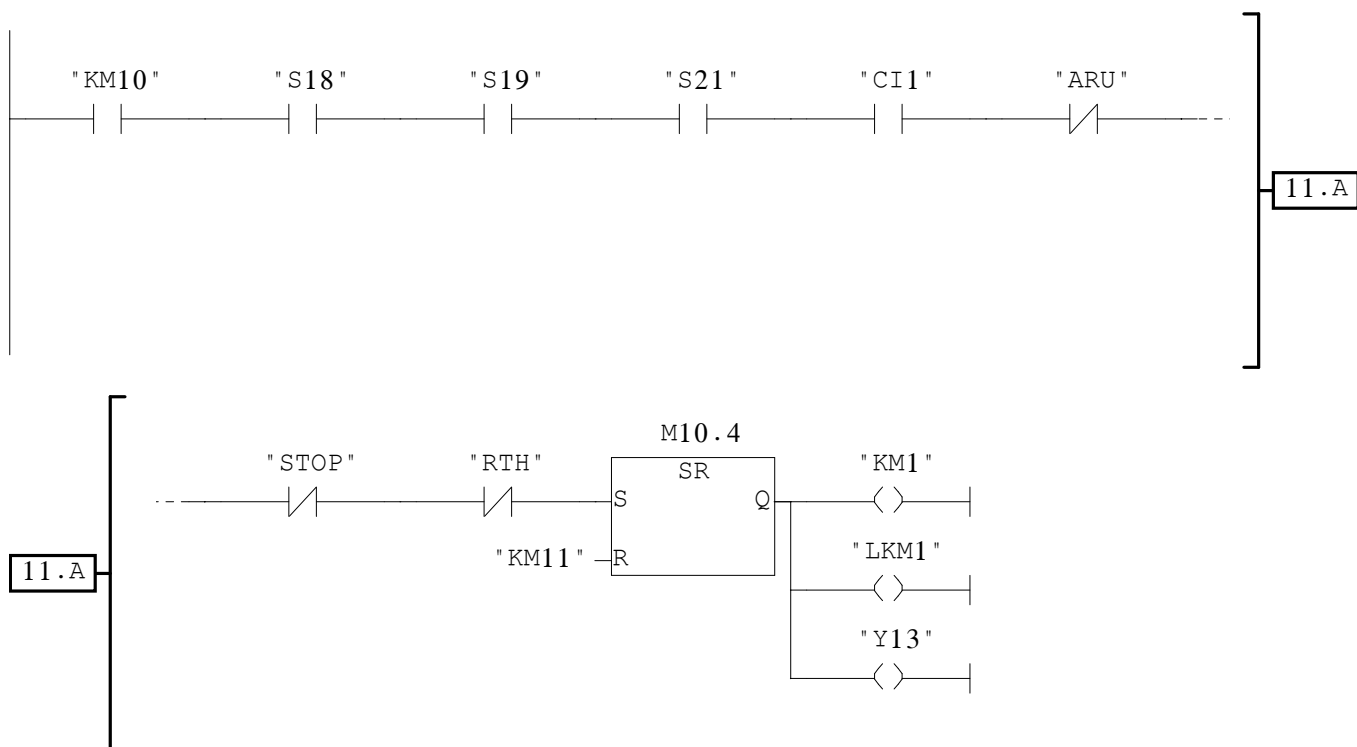 "KM10" "S18" "S19" "S21" "CI1" "ARU"
11.A
M10.4
"STOP" "RTH" SR "KM1"
S Q
"KM11" R "LKM1"
11.A
"Y13"